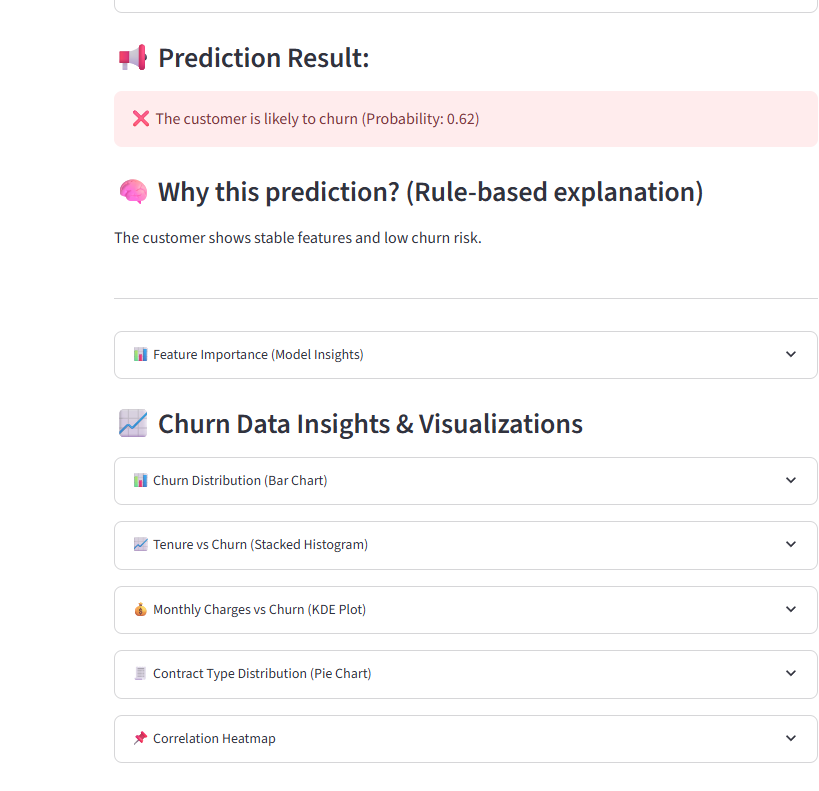 Prediction Result:
The customer is likely to churn (Probability: 0.62)
Why this prediction? (Rule-based explanation)
The customer shows stable features and low churn risk.
Feature Importance (Model Insights)
Churn Data Insights & Visualizations
Churn Distribution (Bar Chart)
Tenure vs Churn (Stacked Histogram)
Monthly Charges vs Churn (KDE Plot)
Contract Type Distribution (Pie Chart)
Correlation Heatmap